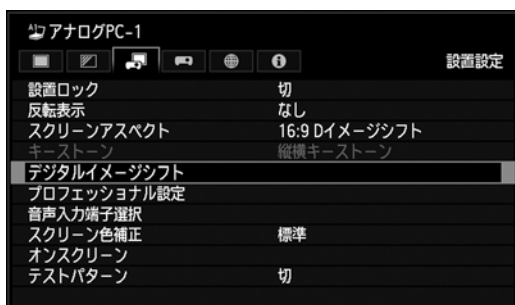 アナログPC-1
設置設定
設置ロック 切
反転表示 なし
スクリーンアスペクト 16:9 Dイメージシフト
キーストーン 縦横キーストーン
デジタルイメージシフト
プロフェッショナル設定
音声入力端子選択
スクリーン色補正 標準
オンスクリーン
テストパターン 切